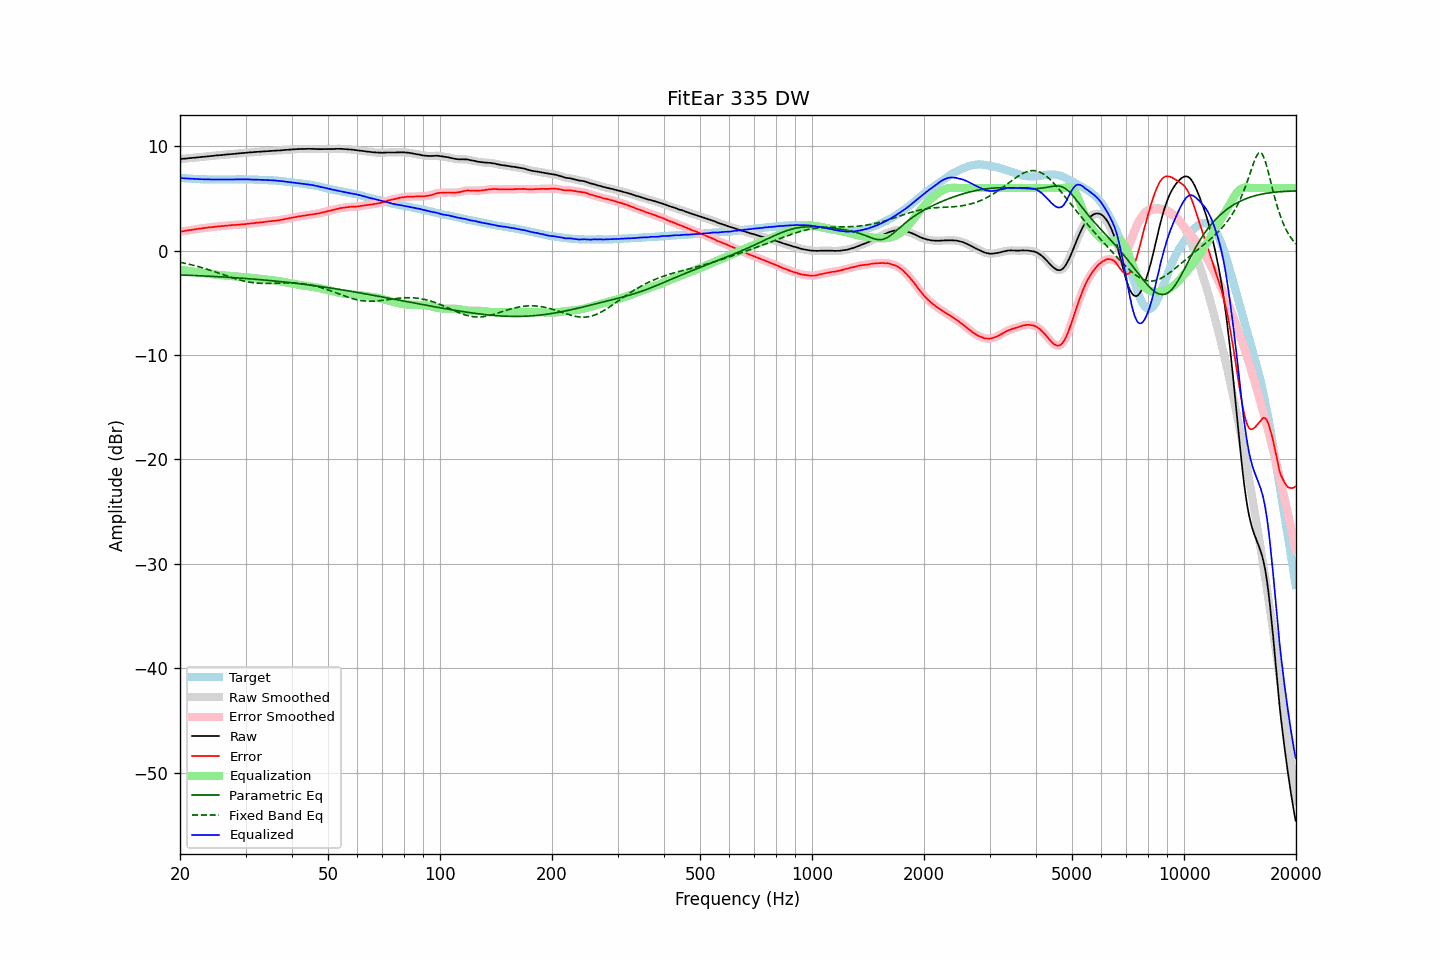 FitEar 335 DW
10
0
−10
−20
−30
−40
−50
Amplitude (dBr)
Target
Raw Smoothed
Error Smoothed
Raw
Error
Equalization
Parametric Eq
Fixed Band Eq
Equalized
20 50 100 200 500 1000 2000 5000 10000 20000
Frequency (Hz)